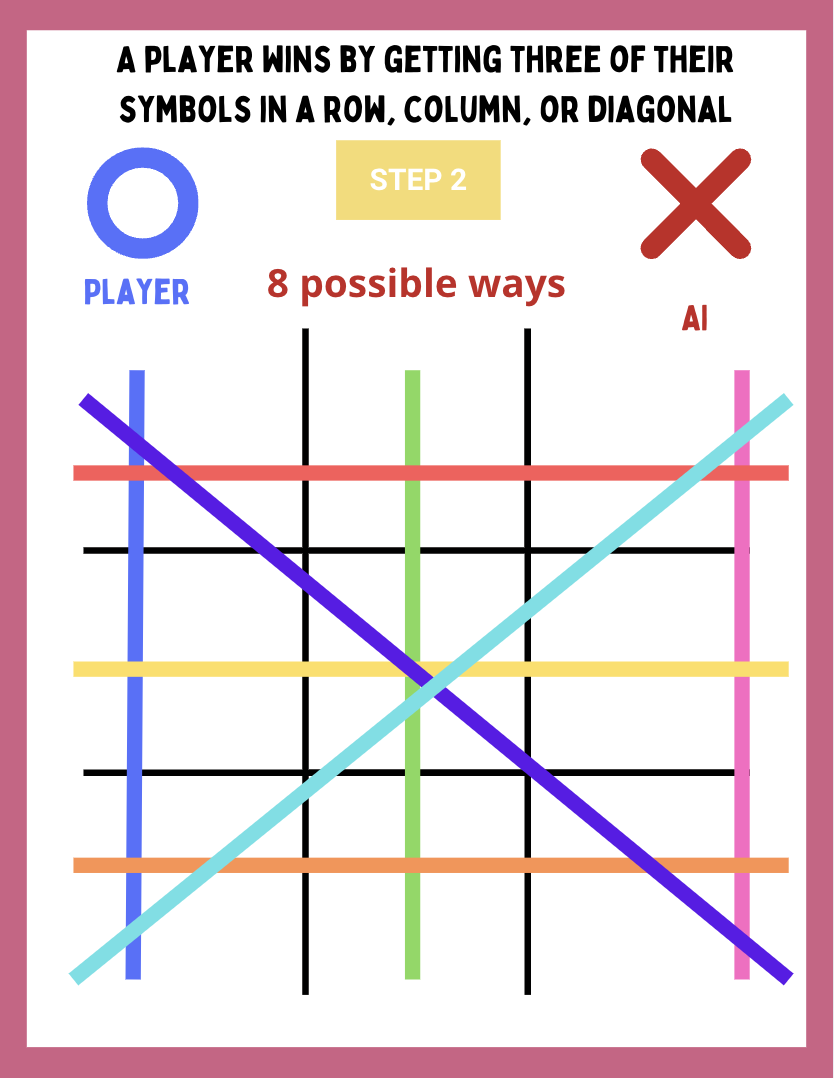 A PLAYER WINS BY GETTING THREE OF THEIR
SYMBOLS IN A ROW, COLUMN, OR DIAGONAL
STEP 2
PLAYER
8 possible ways
AI